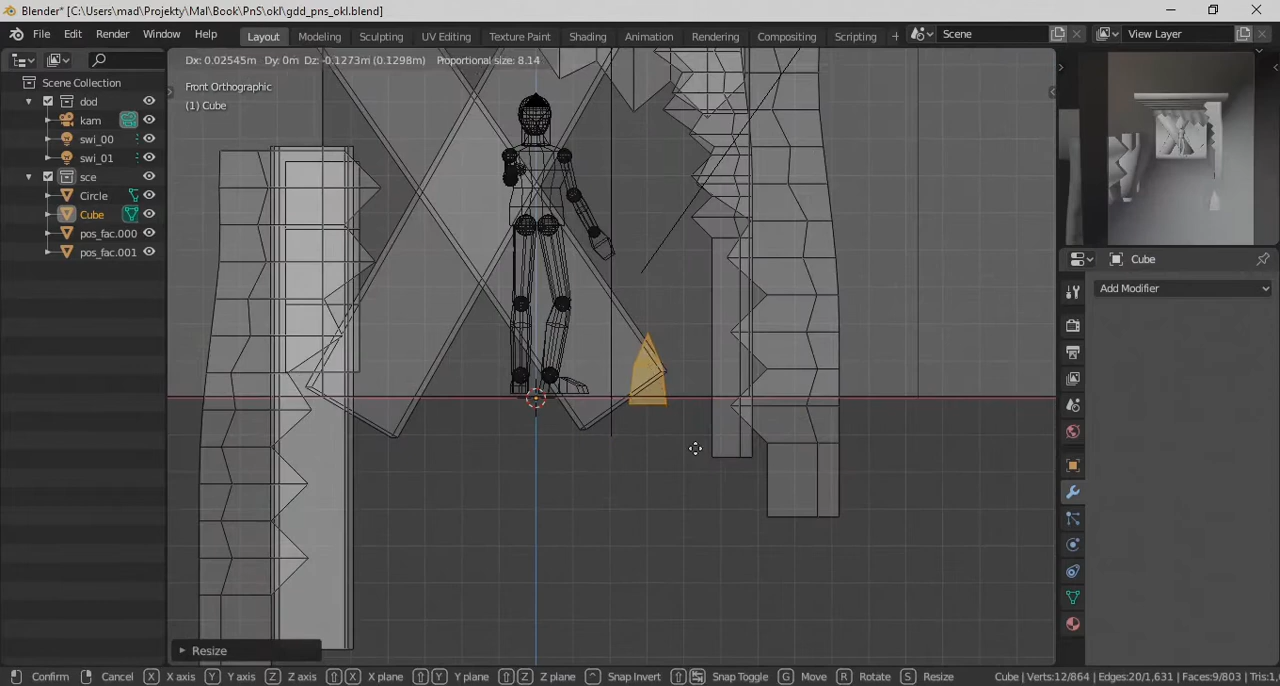 Blender* [C:\Users\mad\Projekty\Mal\Book\PnS\okl\gdd_pns_okl.blend]
File Edit Render Window Help Layout Modeling Sculpting UV Editing Texture Paint Shading Animation Rendering Compositing Scripting + Scene View Layer
Dx: 0.02545m Dy: 0m Dz: -0.1273m (0.1298m) Proportional size: 8.14
Front Orthographic
(1) Cube
Scene Collection
dod
kam
swi_00
swi_01
sce
Circle
Cube
pos_fac.000
pos_fac.001
Cube
Add Modifier
Resize
Confirm Cancel X X axis Y Y axis Z Z axis X X plane Y Y plane Z Z plane Snap Invert Snap Toggle G Move R Rotate S Resize Cube | Verts:12/864 | Edges:20/1,631 | Faces:9/803 | Tris:1,